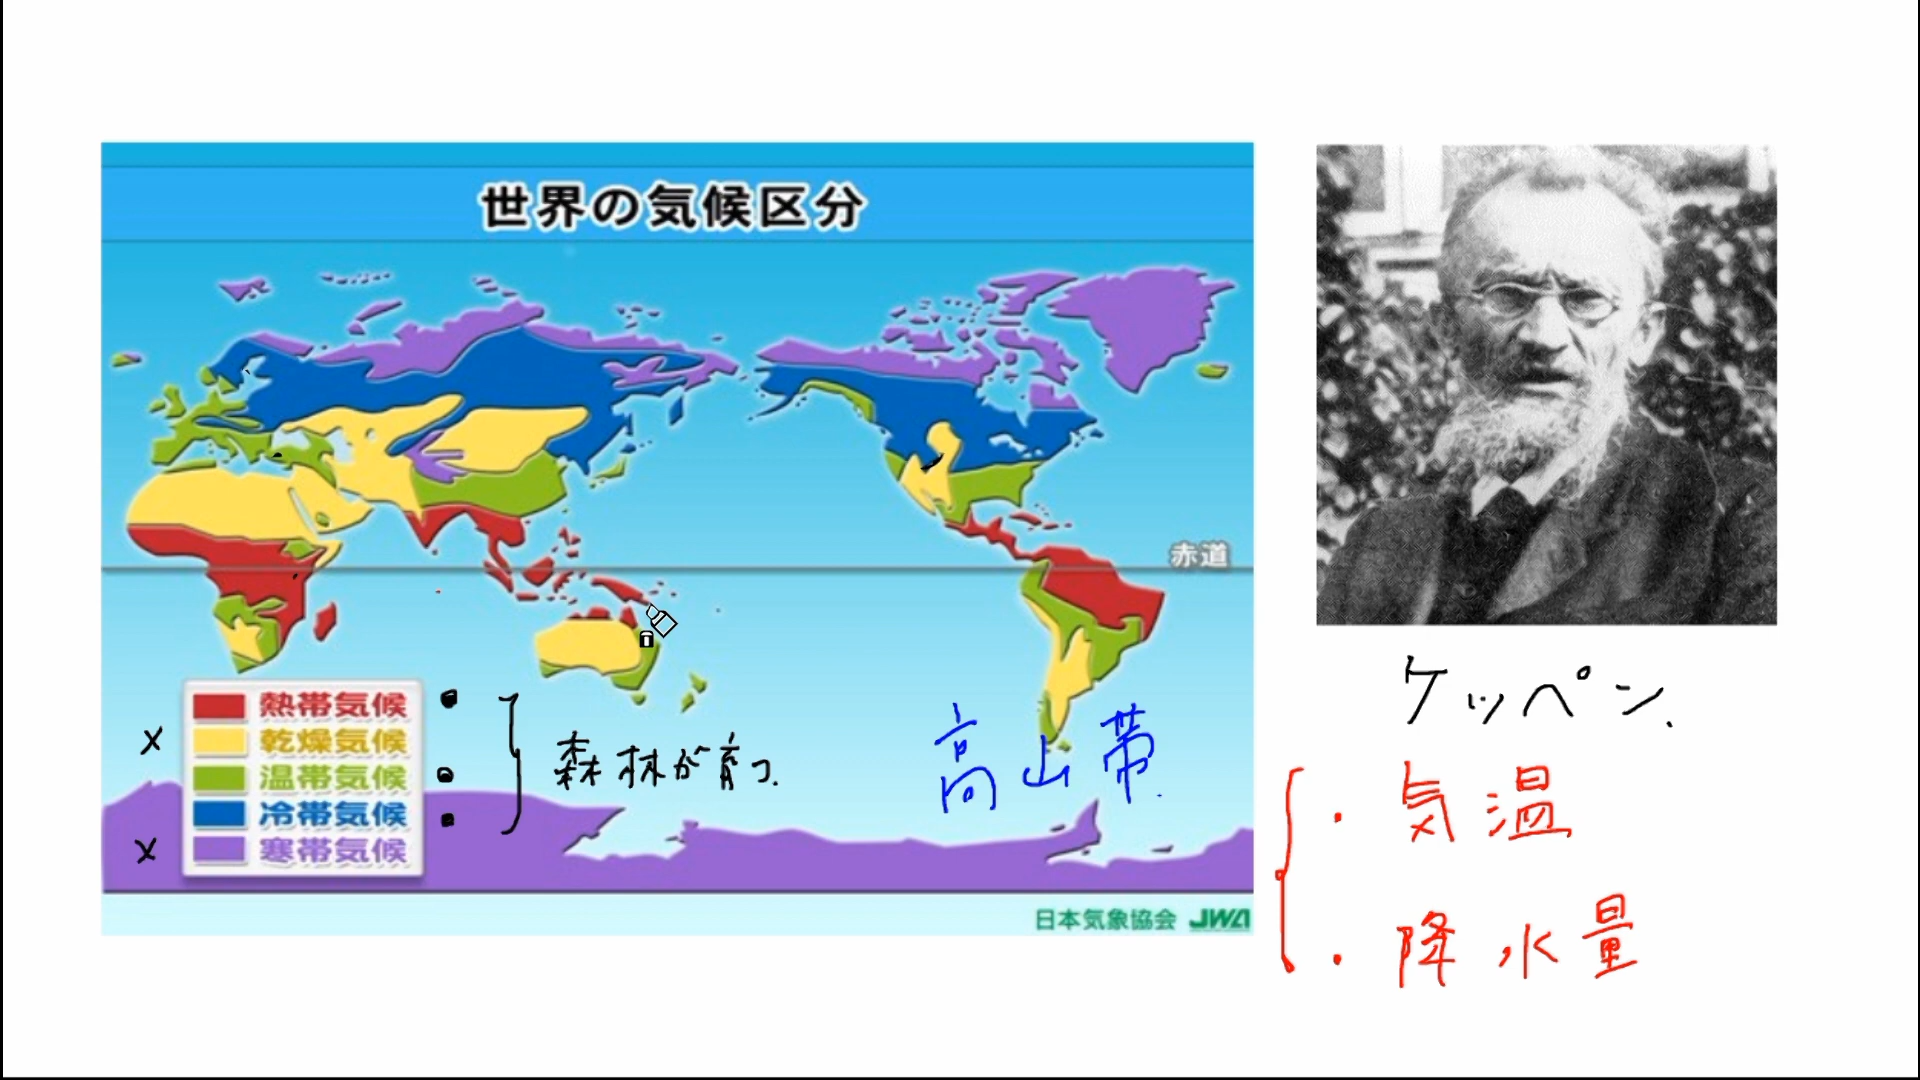 世界の気候区分
赤道
熱帯気候
乾燥気候
温帯気候
冷帯気候
寒帯気候
×
×
森林が育つ.
高山帯.
日本気象協会 JWA
ケッペン.
・気温
・降水量